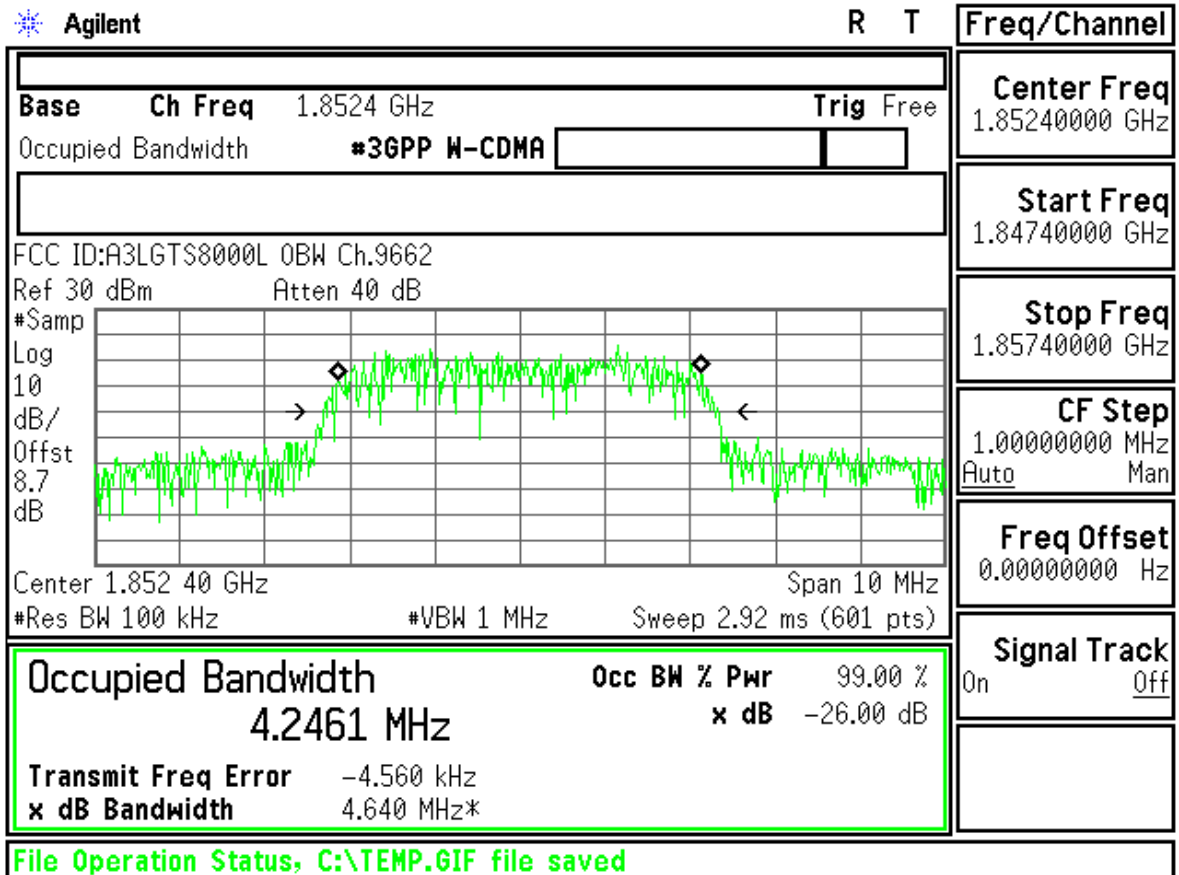 Agilent R T Freq/Channel
Base Ch Freq 1.8524 GHz Trig Free
Occupied Bandwidth #3GPP W-CDMA
FCC ID:A3LGTS8000L OBW Ch.9662
Ref 30 dBm Atten 40 dB
#Samp
Log
10
dB/
Offst
8.7
dB
Center 1.852 40 GHz Span 10 MHz
#Res BW 100 kHz #VBW 1 MHz Sweep 2.92 ms (601 pts)
Occupied Bandwidth
4.2461 MHz
Occ BW % Pwr 99.00 %
x dB -26.00 dB
Transmit Freq Error -4.560 kHz
x dB Bandwidth 4.640 MHz*
File Operation Status, C:\TEMP.GIF file saved
Center Freq
1.85240000 GHz
Start Freq
1.84740000 GHz
Stop Freq
1.85740000 GHz
CF Step
1.00000000 MHz
Auto Man
Freq Offset
0.00000000 Hz
Signal Track
On Off